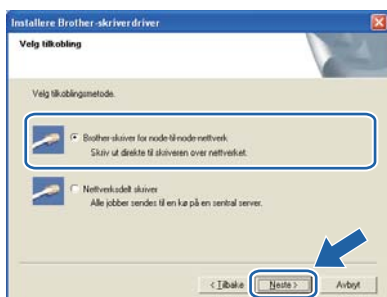 Installere Brother-skriverdriver
Velg tilkobling
Velg tilkoblingsmetode.
Brother-skriver for node-til-node-nettverk
Skriv ut direkte til skriveren over nettverket.
Nettverksdelt skriver
Alle jobber sendes til en kø på en sentral server.
< Tilbake
Neste >
Avbryt